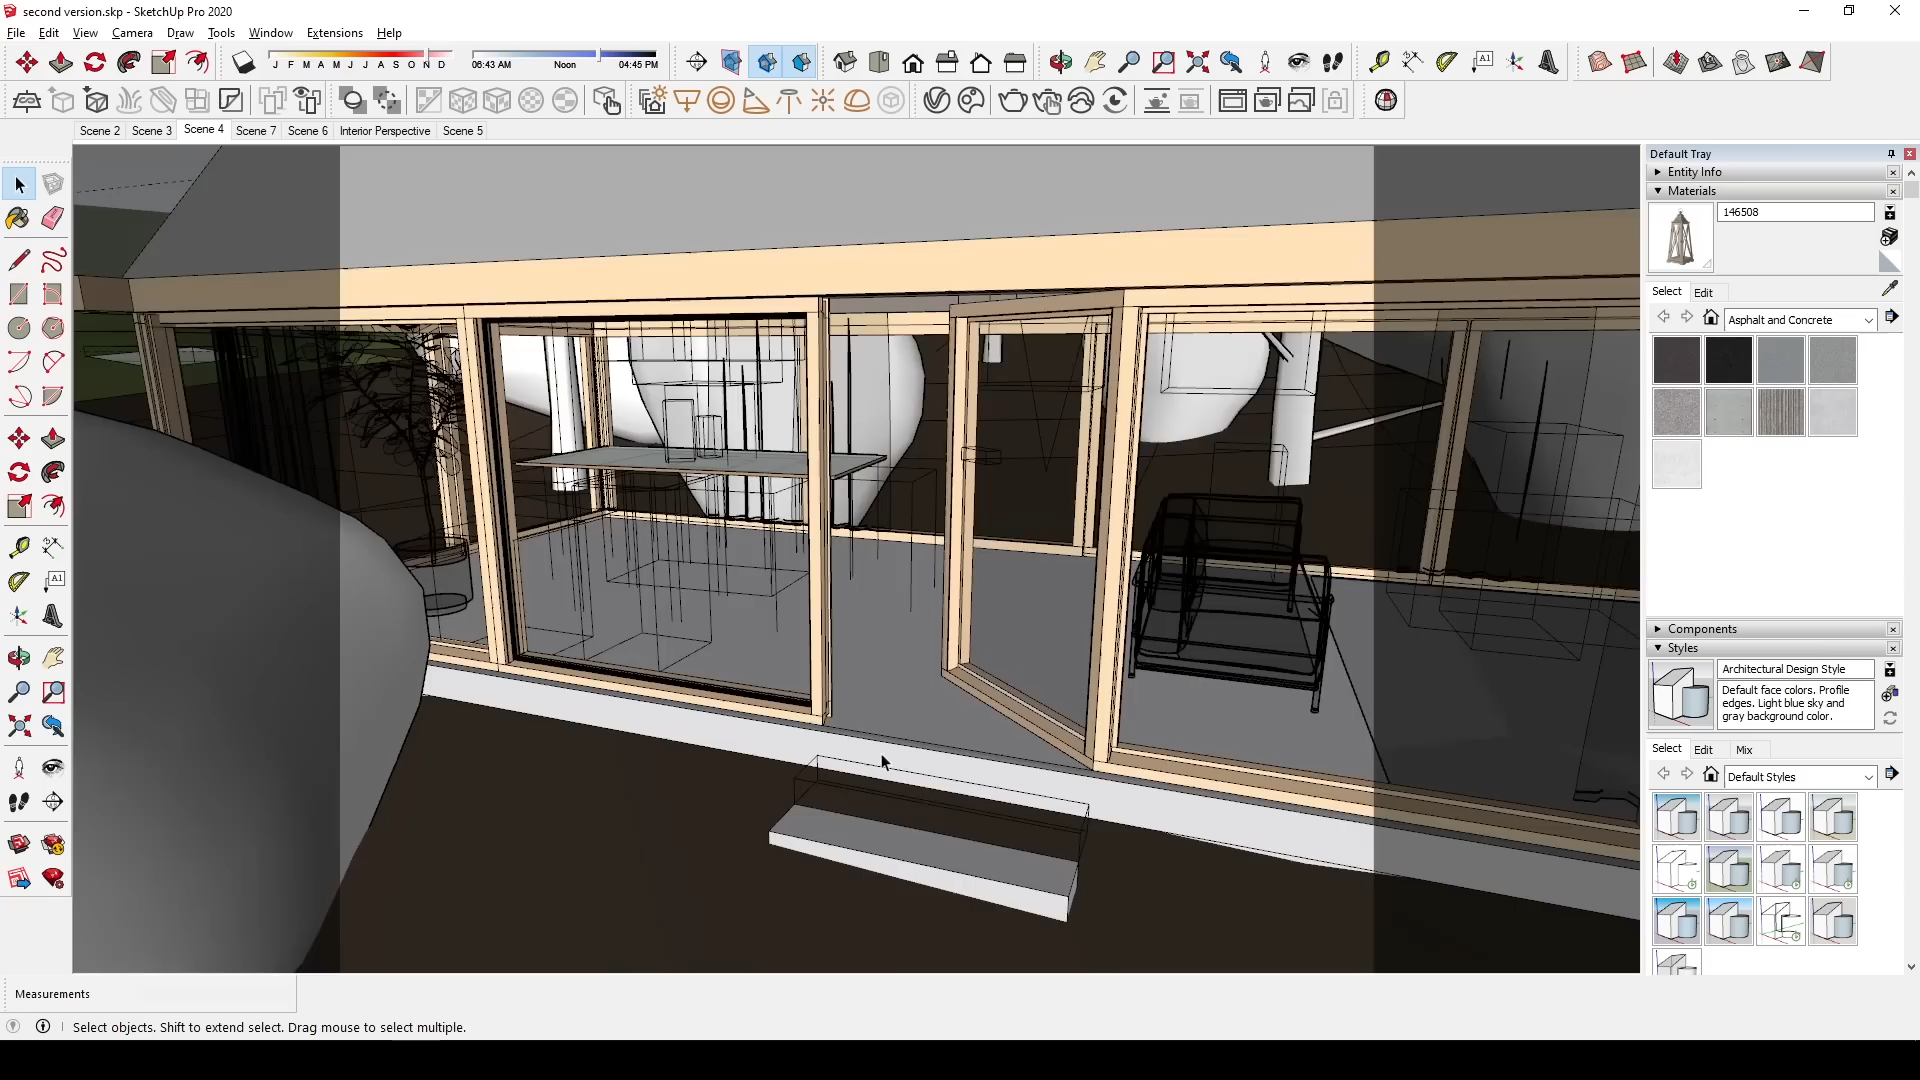 second version.skp - SketchUp Pro 2020
File Edit View Camera Draw Tools Window Extensions Help
J F M A M J J A S O N D 06:43 AM Noon 04:45 PM
Scene 2 Scene 3 Scene 4 Scene 7 Scene 6 Interior Perspective Scene 5
Default Tray
Entity Info
Materials
146508
Select Edit
Asphalt and Concrete
Components
Styles
Architectural Design Style
Default face colors. Profile
edges. Light blue sky and
gray background color.
Select Edit Mix
Default Styles
Measurements
Select objects. Shift to extend select. Drag mouse to select multiple.